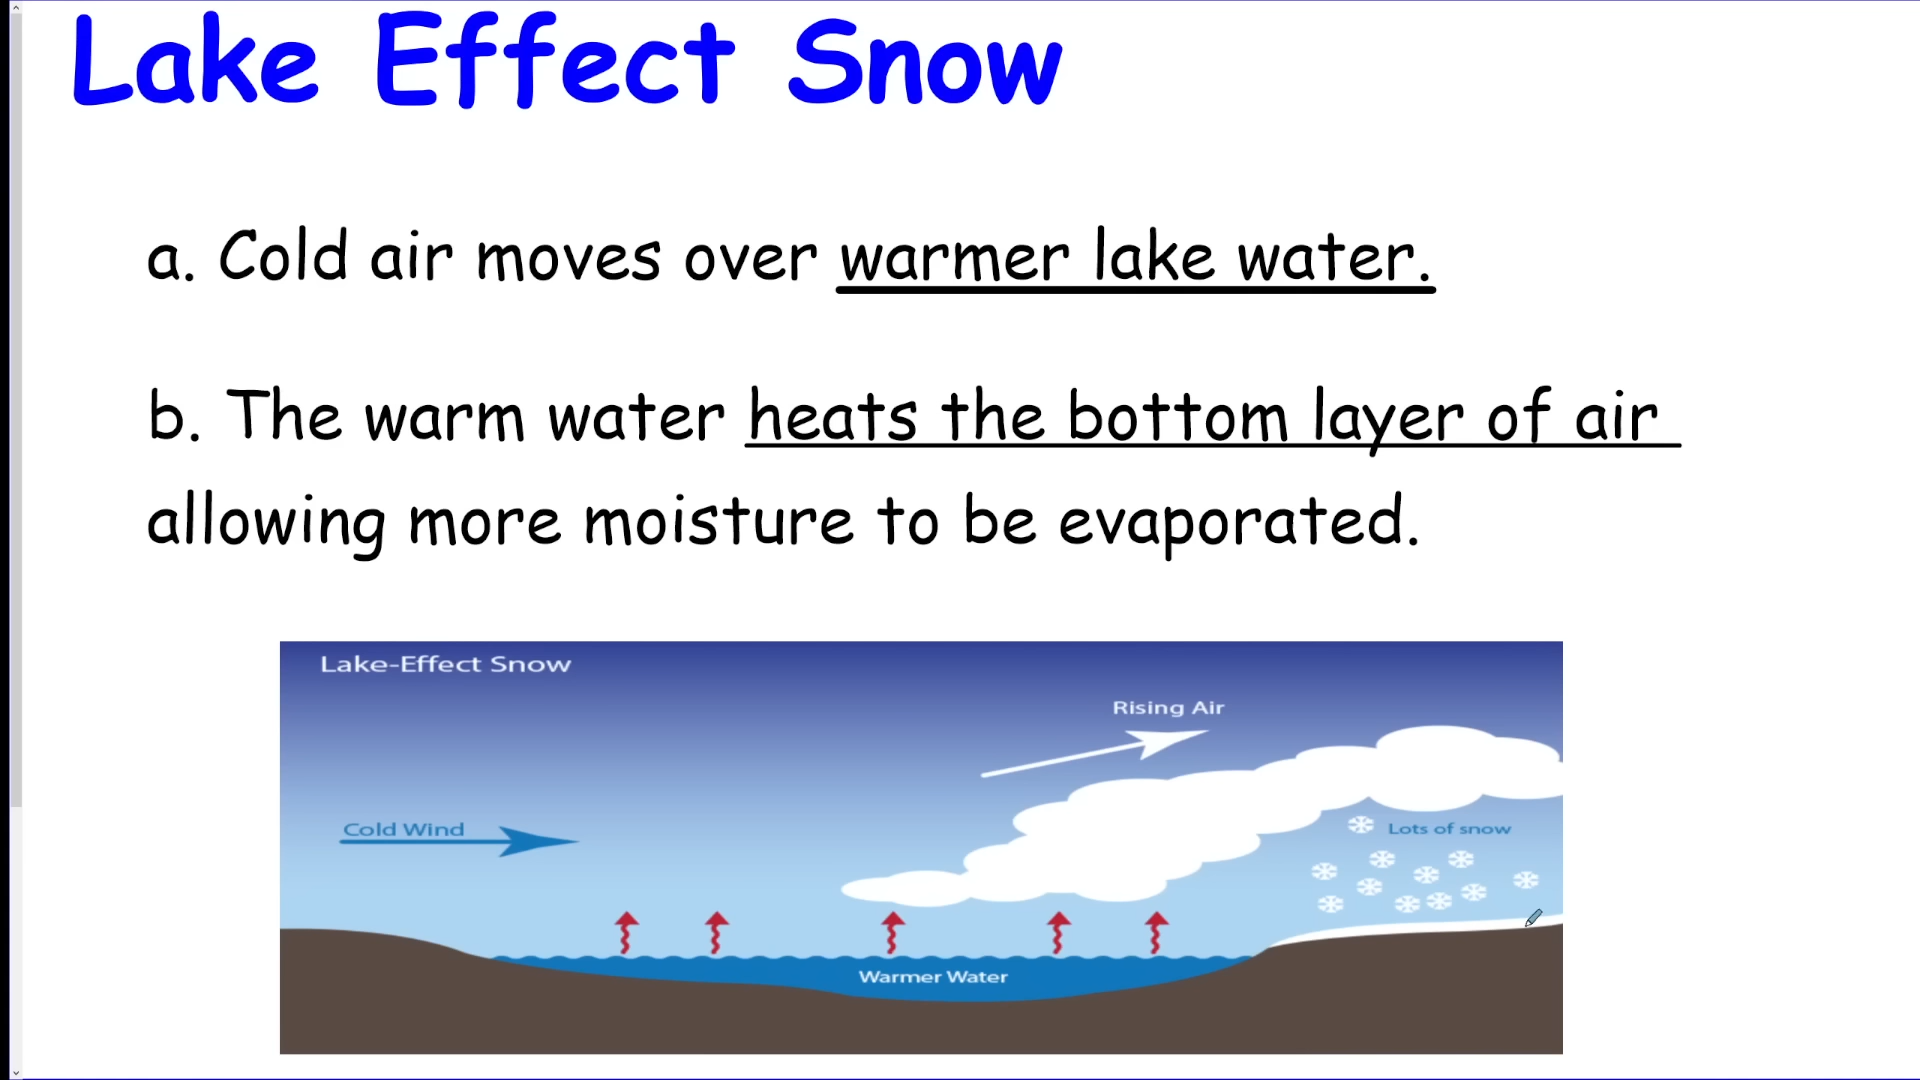 Lake Effect Snow
a. Cold air moves over warmer lake water.
b. The warm water heats the bottom layer of air
allowing more moisture to be evaporated.
Lake-Effect Snow
Rising Air
Cold Wind
Lots of snow
Warmer Water